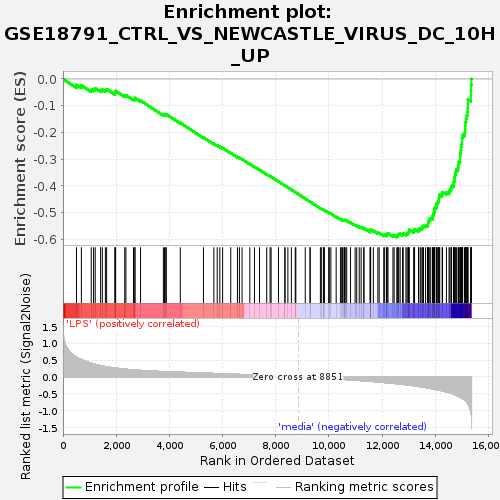 Enrichment plot:
GSE18791_CTRL_VS_NEWCASTLE_VIRUS_DC_10H
_UP
Enrichment score (ES)
0.0
-0.1
-0.2
-0.3
-0.4
-0.5
-0.6
Ranked list metric (Signal2Noise)
'LPS' (positively correlated)
1.5
1.0
0.5
0.0
-0.5
-1.0
-1.5
Zero cross at 8851
'media' (negatively correlated)
0
2,000
4,000
6,000
8,000
10,000
12,000
14,000
16,000
Rank in Ordered Dataset
Enrichment profile
Hits
Ranking metric scores